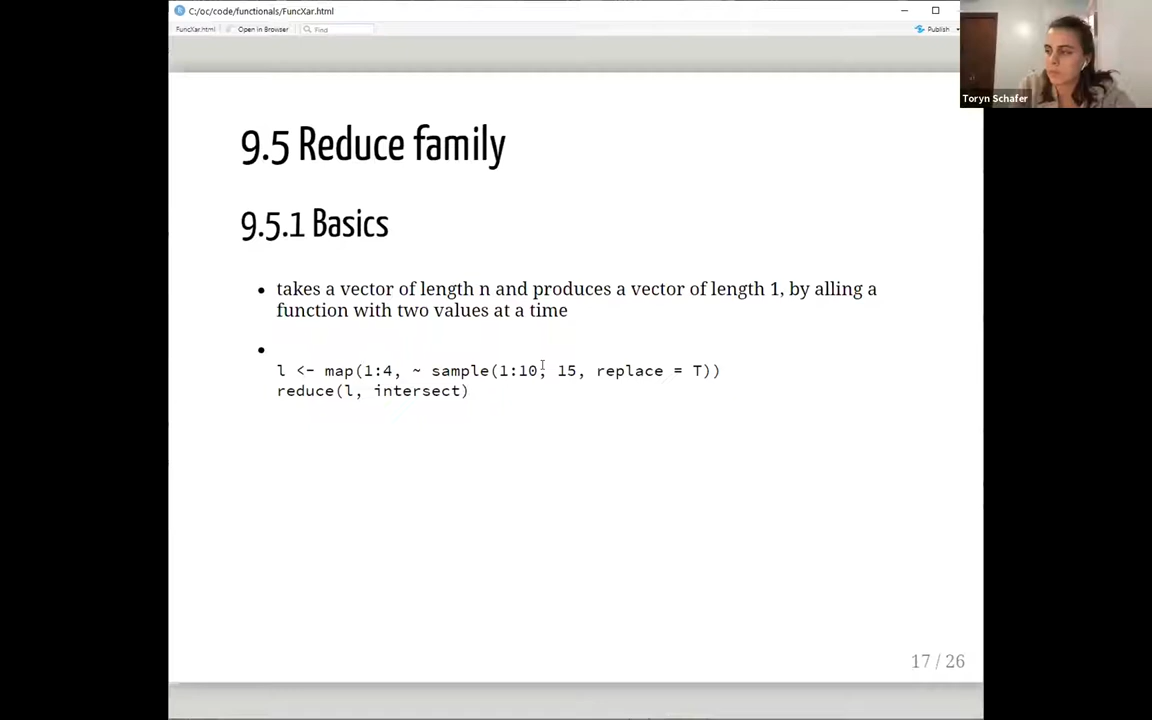 C:/oc/code/functionals/FuncXar.html
FuncXar.html Open in Browser Find Publish
Toryn Schafer
9.5 Reduce family
9.5.1 Basics
takes a vector of length n and produces a vector of length 1, by alling a
function with two values at a time
l <- map(1:4, ~ sample(1:10, 15, replace = T))
reduce(l, intersect)
17 / 26